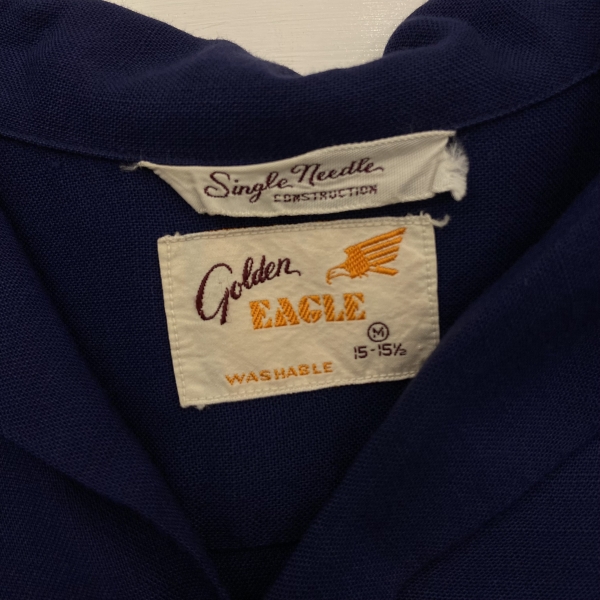 Single Needle
CONSTRUCTION
Golden
EAGLE
M
15-15½
WASHABLE